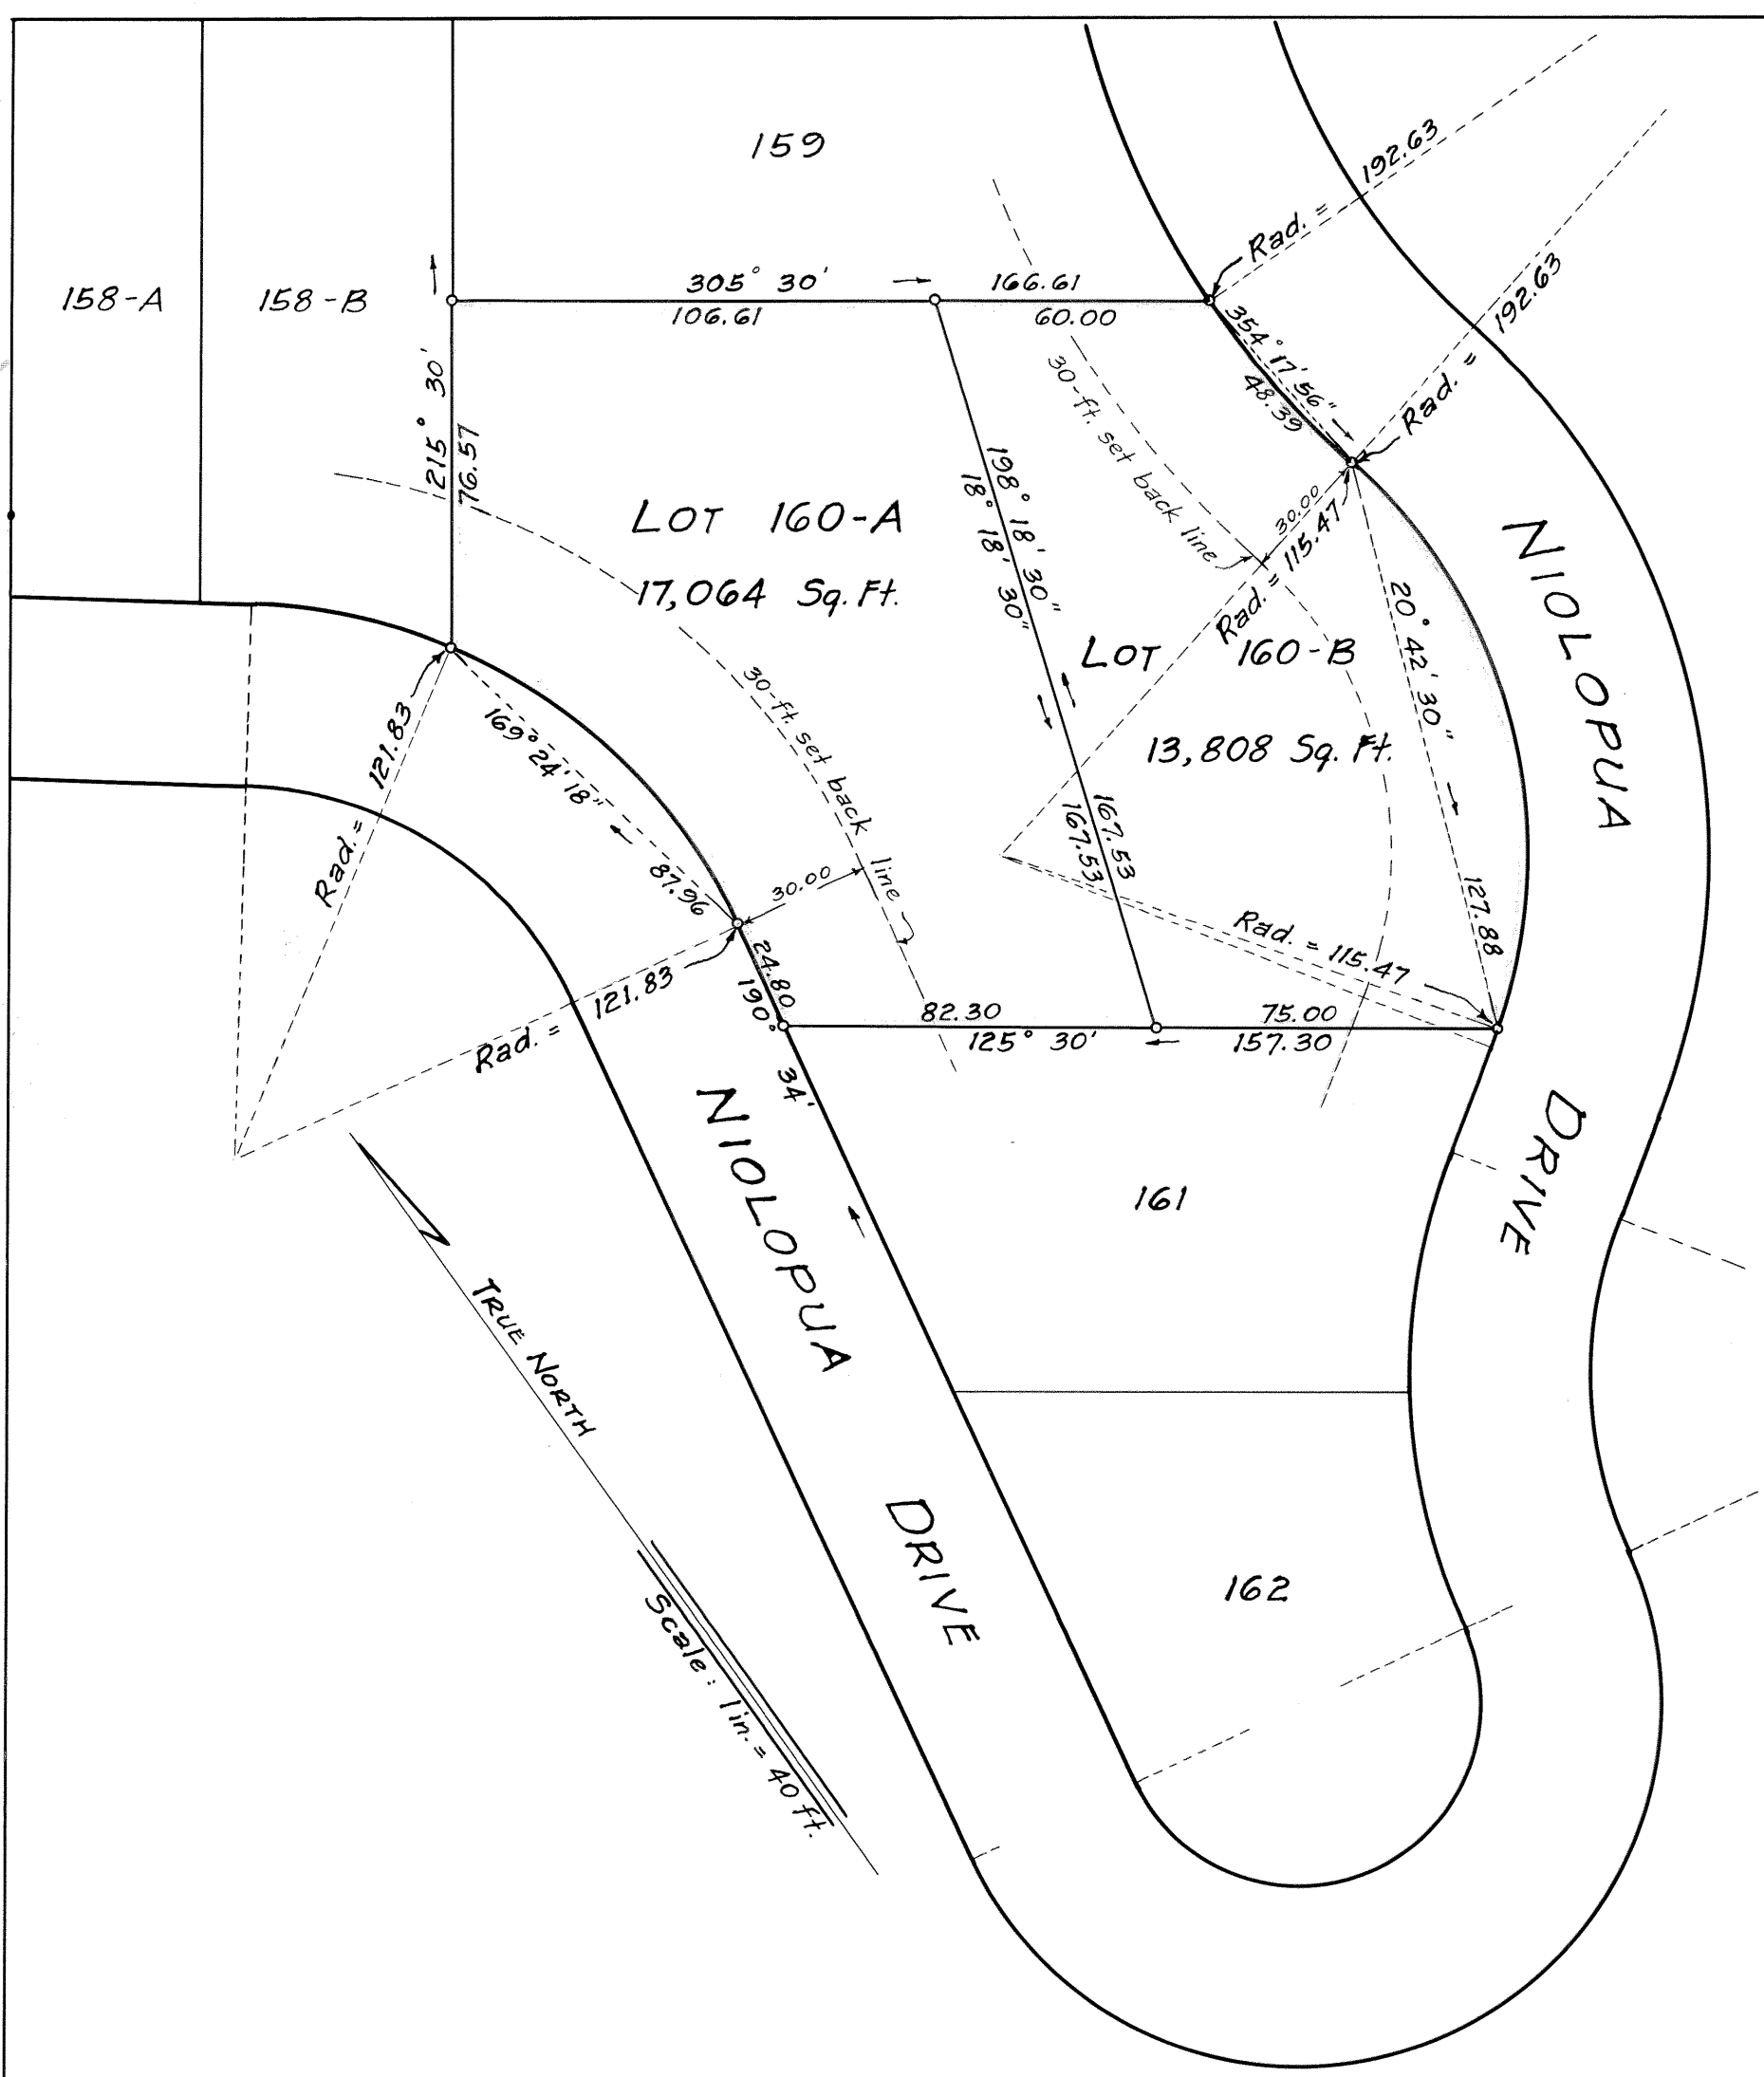 159
158-A
158-B
192.63
Rad. =
192.63
Rad. =
305° 30'
106.61
166.61
60.00
354° 17' 56"
48.39
215° 30'
76.57
30-ft. set back line
198° 18' 30"
18° 18' 30"
30.00
Rad. = 115.47
LOT 160-A
17,064 Sq. Ft.
LOT 160-B
13,808 Sq. Ft.
20° 42' 30"
127.88
NIOLOPUA
30-ft. set back line
169° 24' 18"
87.96
Rad. = 121.83
30.00
167.53
167.53
Rad. = 115.47
24.80
190° 34'
Rad. = 121.83
82.30
125° 30'
75.00
157.30
DRIVE
NIOLOPUA
161
TRUE NORTH
DRIVE
162
Scale: 1 in. = 40 ft.